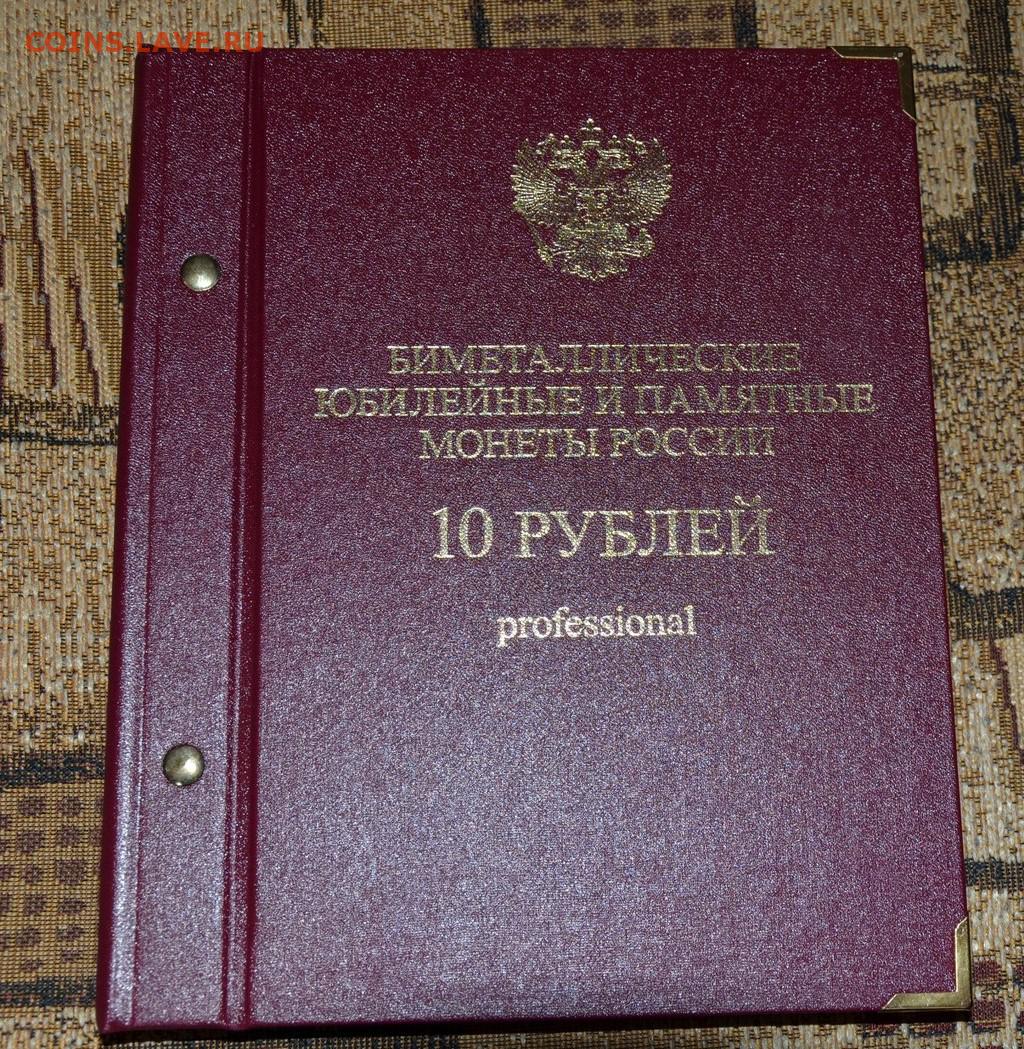 COINS.LAVE.RU
БИМЕТАЛЛИЧЕСКИЕ
ЮБИЛЕЙНЫЕ И ПАМЯТНЫЕ
МОНЕТЫ РОССИИ
10 РУБЛЕЙ
professional